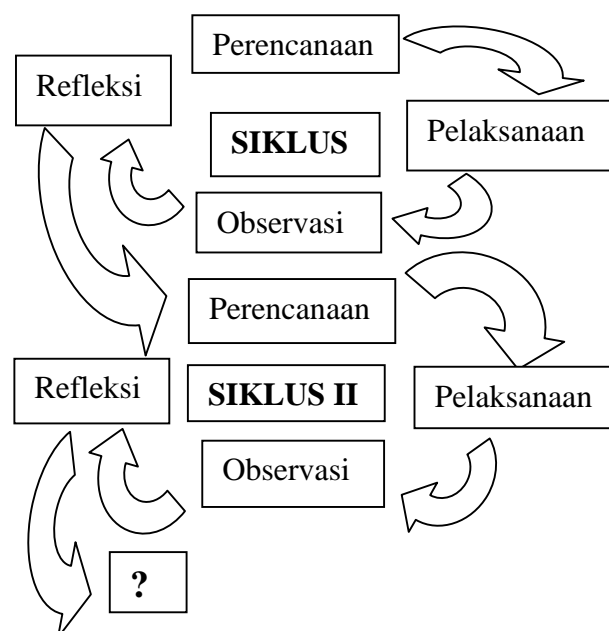 Perencanaan
Refleksi
Pelaksanaan
SIKLUS
Observasi
Perencanaan
Refleksi
SIKLUS II
Pelaksanaan
Observasi
?